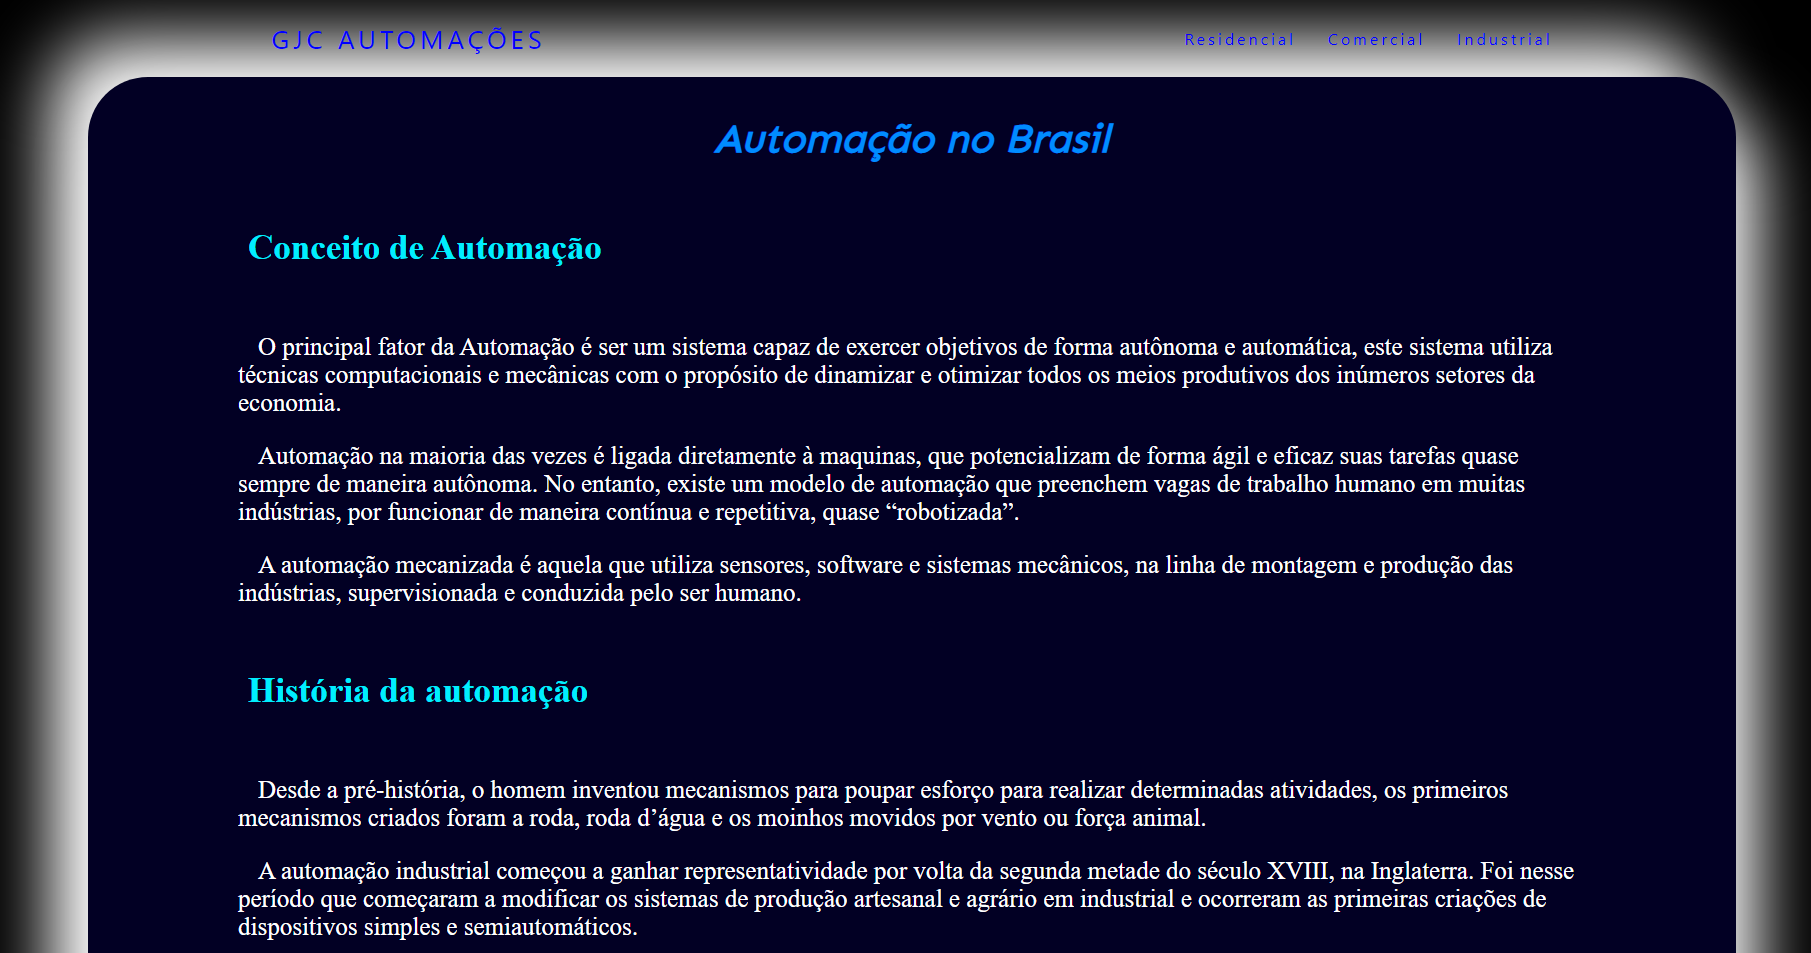 GJC AUTOMAÇÕES
Residencial Comercial Industrial
Automação no Brasil
Conceito de Automação
O principal fator da Automação é ser um sistema capaz de exercer objetivos de forma autônoma e automática, este sistema utiliza
técnicas computacionais e mecânicas com o propósito de dinamizar e otimizar todos os meios produtivos dos inúmeros setores da
economia.
Automação na maioria das vezes é ligada diretamente à maquinas, que potencializam de forma ágil e eficaz suas tarefas quase
sempre de maneira autônoma. No entanto, existe um modelo de automação que preenchem vagas de trabalho humano em muitas
indústrias, por funcionar de maneira contínua e repetitiva, quase “robotizada”.
A automação mecanizada é aquela que utiliza sensores, software e sistemas mecânicos, na linha de montagem e produção das
indústrias, supervisionada e conduzida pelo ser humano.
História da automação
Desde a pré-história, o homem inventou mecanismos para poupar esforço para realizar determinadas atividades, os primeiros
mecanismos criados foram a roda, roda d’água e os moinhos movidos por vento ou força animal.
A automação industrial começou a ganhar representatividade por volta da segunda metade do século XVIII, na Inglaterra. Foi nesse
período que começaram a modificar os sistemas de produção artesanal e agrário em industrial e ocorreram as primeiras criações de
dispositivos simples e semiautomáticos.